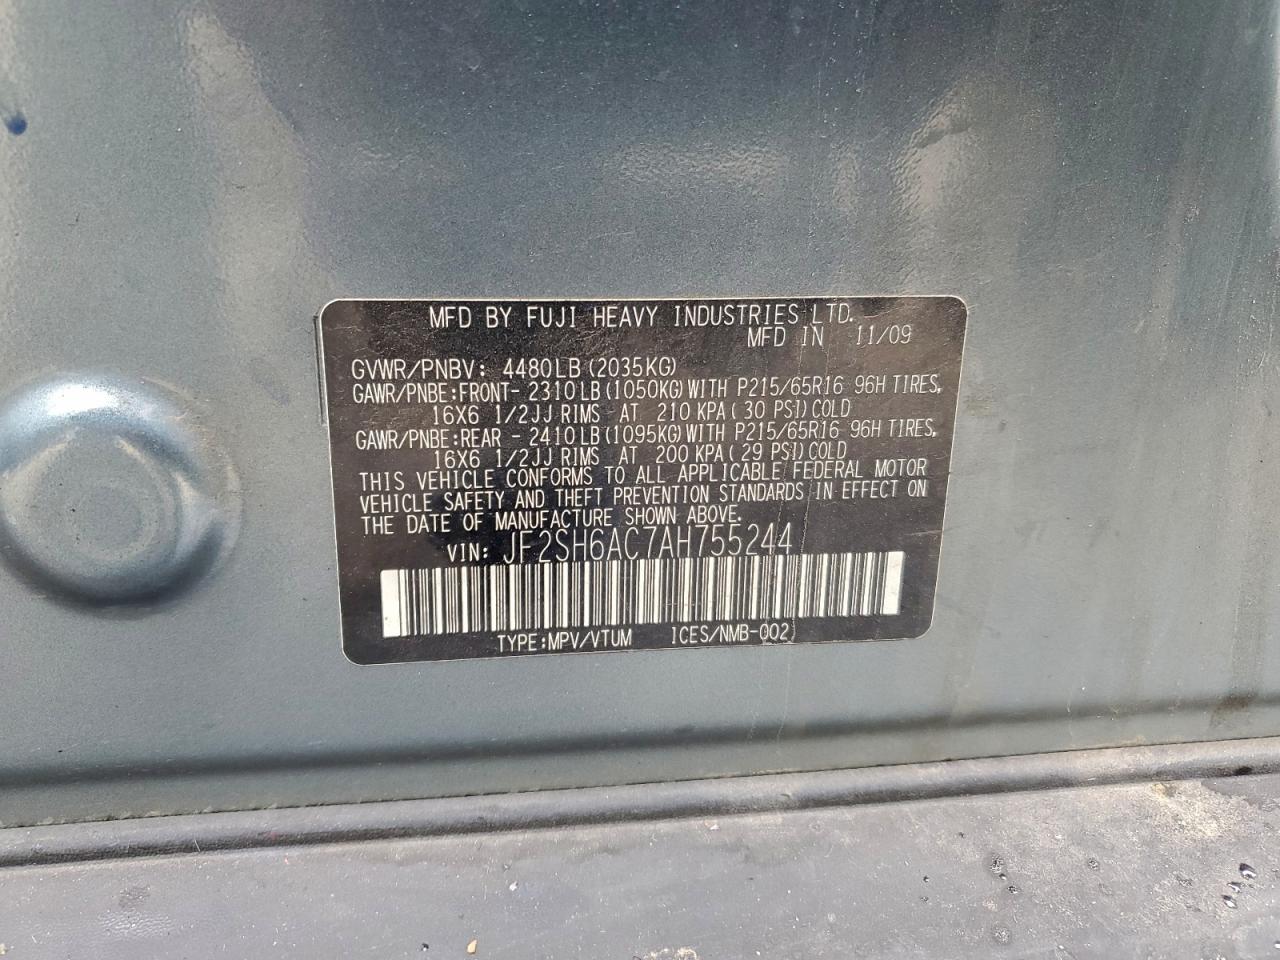 MFD BY FUJI HEAVY INDUSTRIES LTD.
MFD IN 11/09
GVWR/PNBV: 4480LB (2035KG)
GAWR/PNBE:FRONT- 2310LB (1050KG) WITH P215/65R16 96H TIRES,
16X6 1/2JJ RIMS AT 210 KPA (30 PSI) COLD
GAWR/PNBE:REAR - 2410LB (1095KG) WITH P215/65R16 96H TIRES,
16X6 1/2JJ RIMS AT 200 KPA (29 PSI) COLD
THIS VEHICLE CONFORMS TO ALL APPLICABLE FEDERAL MOTOR
VEHICLE SAFETY AND THEFT PREVENTION STANDARDS IN EFFECT ON
THE DATE OF MANUFACTURE SHOWN ABOVE.
VIN: JF2SH6AC7AH755244
TYPE:MPV/VTUM ICES/NMB-002